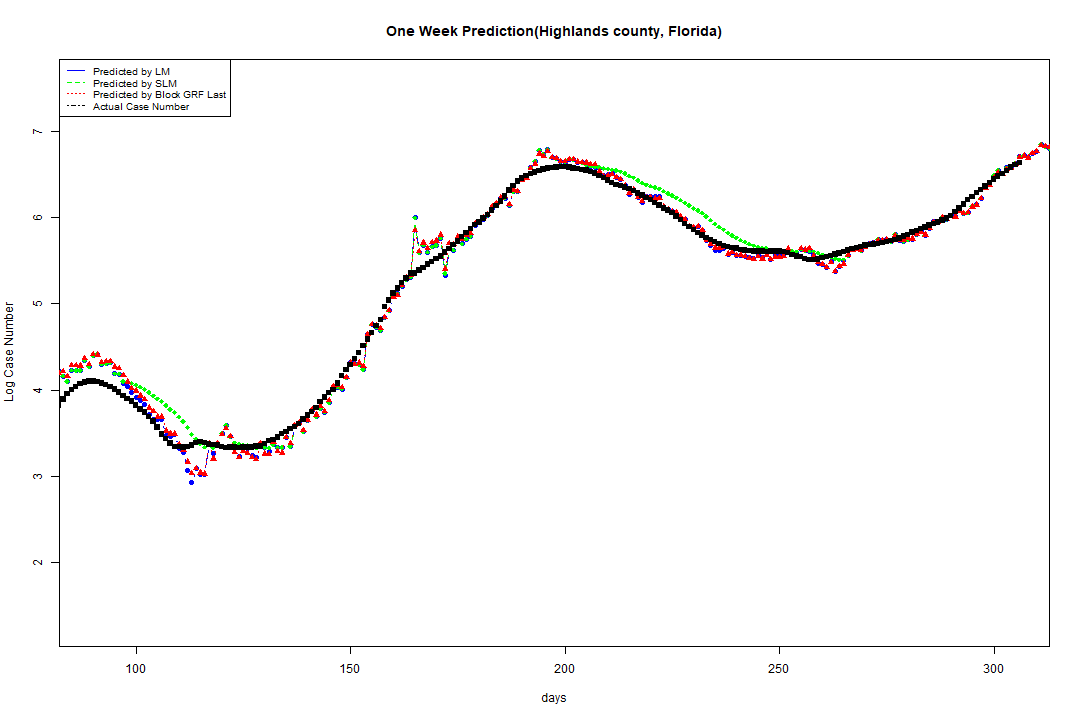 One Week Prediction(Highlands county, Florida)
Predicted by LM
Predicted by SLM
Predicted by Block GRF Last
Actual Case Number
7
6
5
4
3
2
Log Case Number
100 150 200 250 300
days